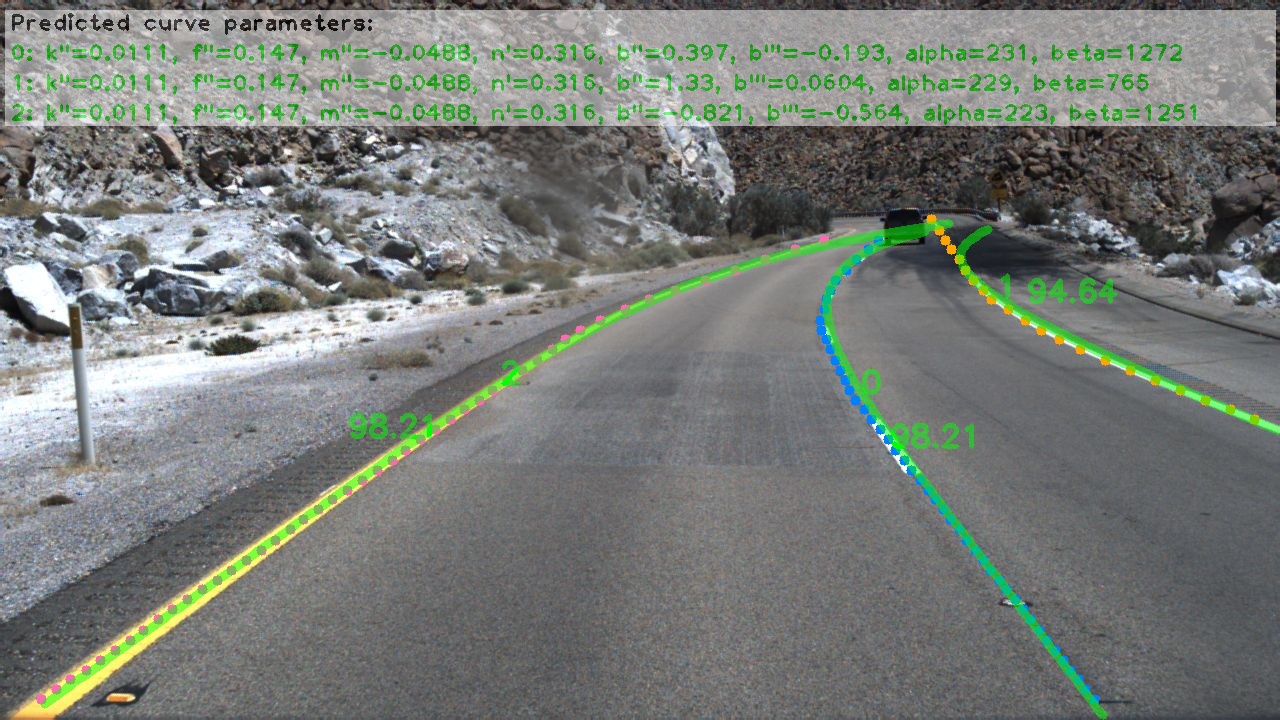 Predicted curve parameters:
0: k''=0.0111, f''=0.147, m''=-0.0488, n'=0.316, b''=0.397, b'''=-0.193, alpha=231, beta=1272
1: k''=0.0111, f''=0.147, m''=-0.0488, n'=0.316, b''=1.33, b'''=0.0604, alpha=229, beta=765
2: k''=0.0111, f''=0.147, m''=-0.0488, n'=0.316, b''=-0.821, b'''=-0.564, alpha=223, beta=1251
1 94.64
2
0
98.21
98.21